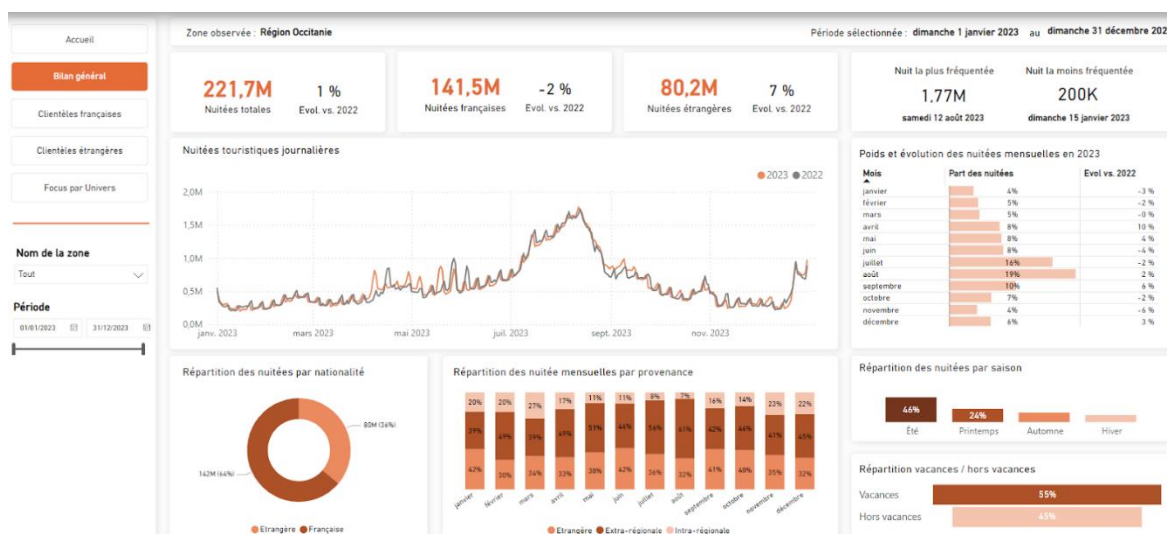 Accueil
Bilan général
Clientèles françaises
Clientèles étrangères
Focus par Univers
Nom de la zone
Tout
Période
01/01/2023 31/12/2023
Zone observée : Région Occitanie
Période sélectionnée : dimanche 1 janvier 2023 au dimanche 31 décembre 202
221,7M 1 %
Nuitées totales Evol. vs. 2022
141,5M -2 %
Nuitées françaises Evol. vs. 2022
80,2M 7 %
Nuitées étrangères Evol. vs. 2022
Nuit la plus fréquentée Nuit la moins fréquentée
1,77M 200K
samedi 12 août 2023 dimanche 15 janvier 2023
Nuitées touristiques journalières
2023 2022
2,0M
1,5M
1,0M
0,5M
0,0M
janv. 2023 mars 2023 mai 2023 juil. 2023 sept. 2023 nov. 2023
Poids et évolution des nuitées mensuelles en 2023
Mois Part des nuitées Evol vs. 2022
janvier 4% -3 %
février 5% -2 %
mars 5% -0 %
avril 8% 10 %
mai 8% 4 %
juin 8% -4 %
juillet 16% -2 %
août 19% 2 %
septembre 10% 6 %
octobre 7% -2 %
novembre 4% -6 %
décembre 6% 3 %
Répartition des nuitées par nationalité
80M (36%)
142M (64%)
Etrangère Française
Répartition des nuitée mensuelles par provenance
20% 20% 27% 17% 11% 11% 8% 7% 16% 14% 23% 22%
39% 49% 39% 49% 51% 46% 56% 61% 42% 46% 41% 45%
42% 30% 34% 33% 38% 42% 36% 32% 41% 40% 35% 32%
janvier février mars avril mai juin juillet août septembre octobre novembre décembre
Etrangère Extra-régionale Intra-régionale
Répartition des nuitées par saison
46% 24%
Été Printemps Automne Hiver
Répartition vacances / hors vacances
Vacances 55%
Hors vacances 45%